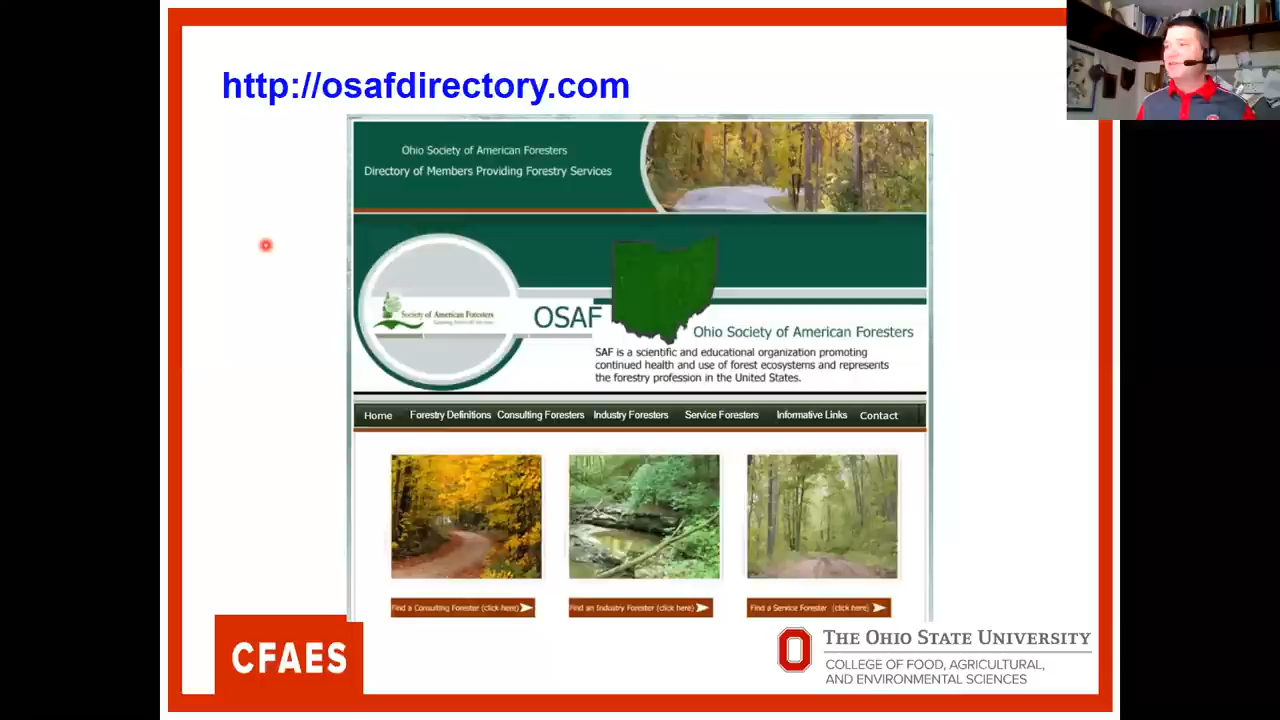 http://osafdirectory.com
Ohio Society of American Foresters
Directory of Members Providing Forestry Services
Society of American Foresters
OSAF
Ohio Society of American Foresters
SAF is a scientific and educational organization promoting
continued health and use of forest ecosystems and represents
the forestry profession in the United States.
Home Forestry Definitions Consulting Foresters Industry Foresters Service Foresters Informative Links Contact
Find a Consulting Forester (click here) Find an Industry Forester (click here) Find a Service Forester (click here)
CFAES
THE OHIO STATE UNIVERSITY
COLLEGE OF FOOD, AGRICULTURAL,
AND ENVIRONMENTAL SCIENCES